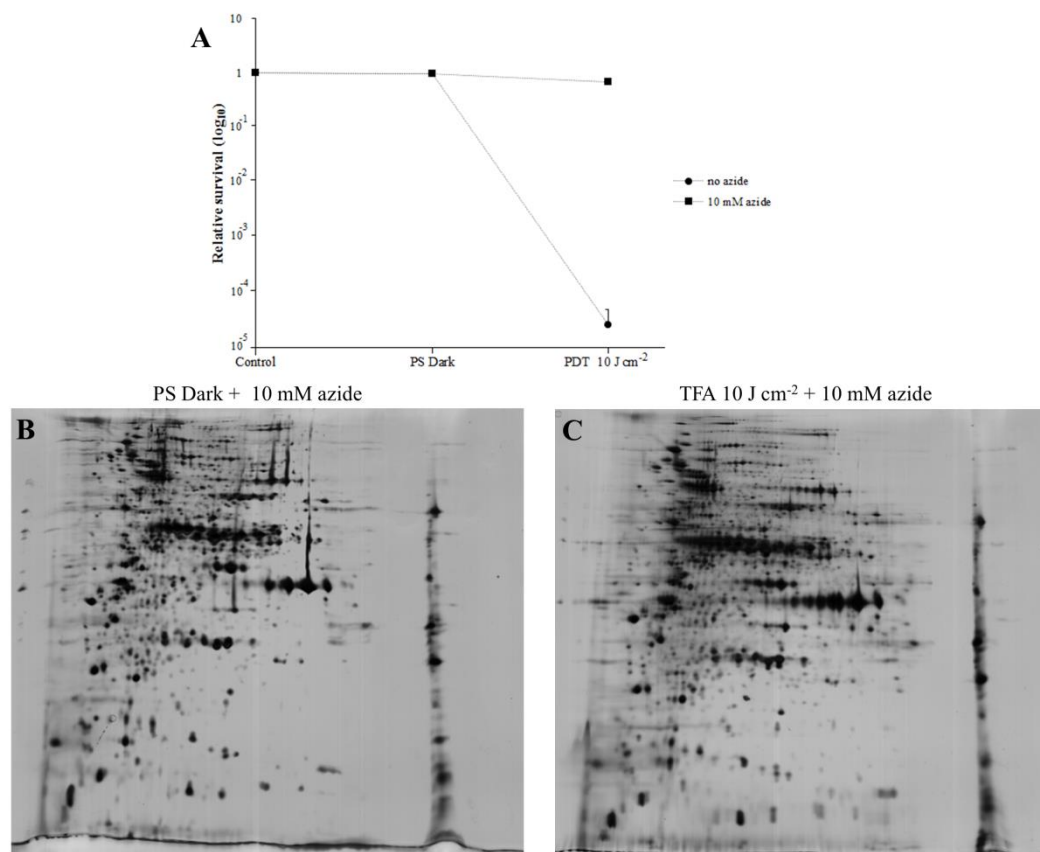 A
10
1
10⁻¹
10⁻²
10⁻³
10⁻⁴
10⁻⁵
Relative survival (log₁₀)
Control
PS Dark
PDT 10 J cm⁻²
no azide
10 mM azide
PS Dark + 10 mM azide
TFA 10 J cm⁻² + 10 mM azide
B
C